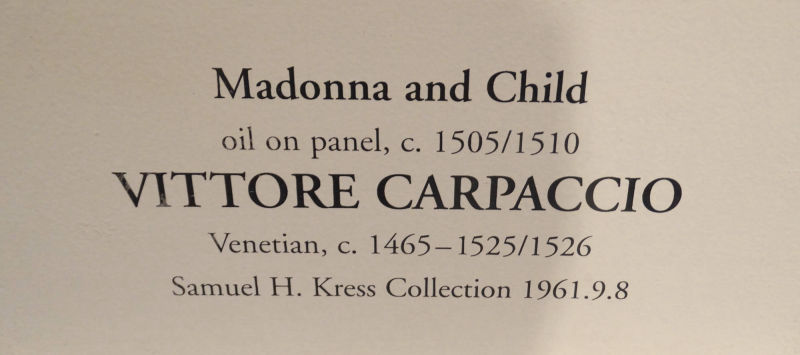 Madonna and Child
oil on panel, c. 1505/1510
VITTORE CARPACCIO
Venetian, c. 1465–1525/1526
Samuel H. Kress Collection 1961.9.8